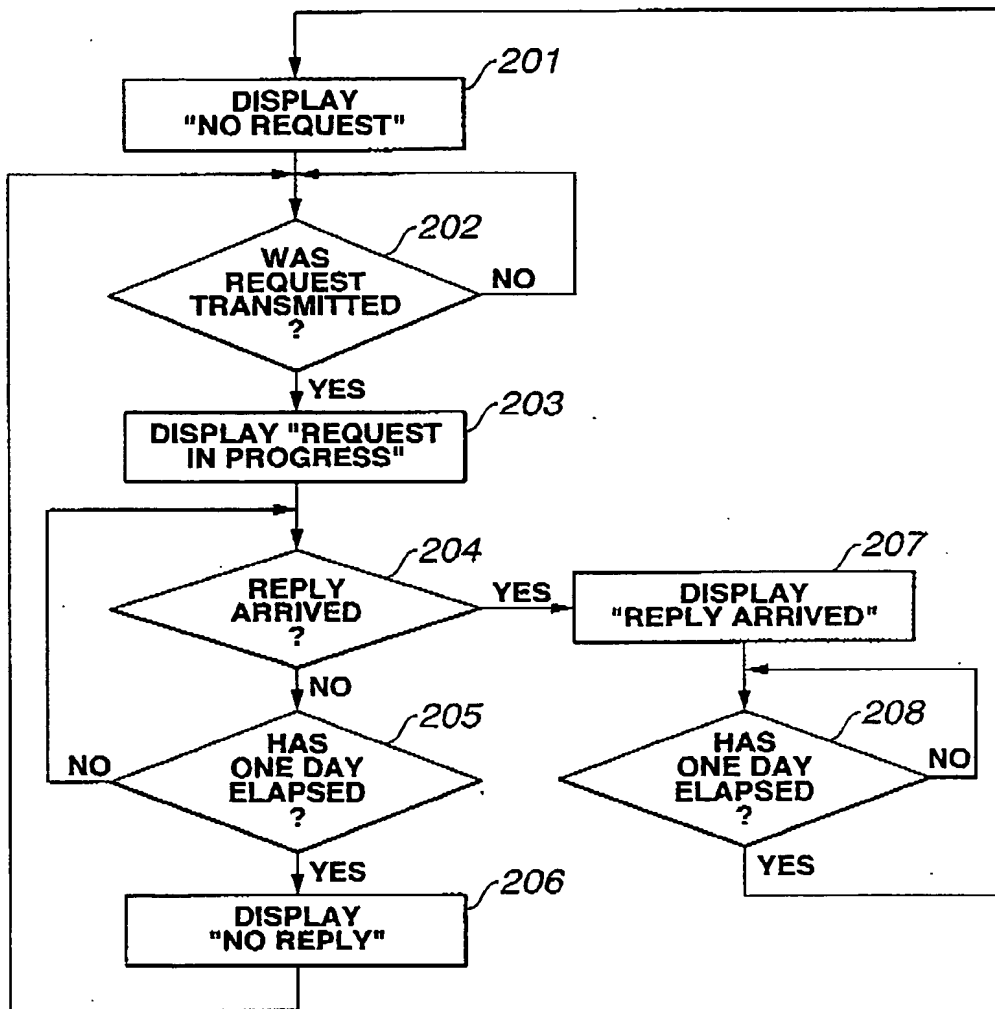 201
DISPLAY
"NO REQUEST"
202
WAS
REQUEST
TRANSMITTED
?
NO
YES
203
DISPLAY "REQUEST
IN PROGRESS"
204
REPLY
ARRIVED
?
YES
NO
207
DISPLAY
"REPLY ARRIVED"
205
HAS
ONE DAY
ELAPSED
?
NO
YES
208
HAS
ONE DAY
ELAPSED
?
NO
YES
206
DISPLAY
"NO REPLY"